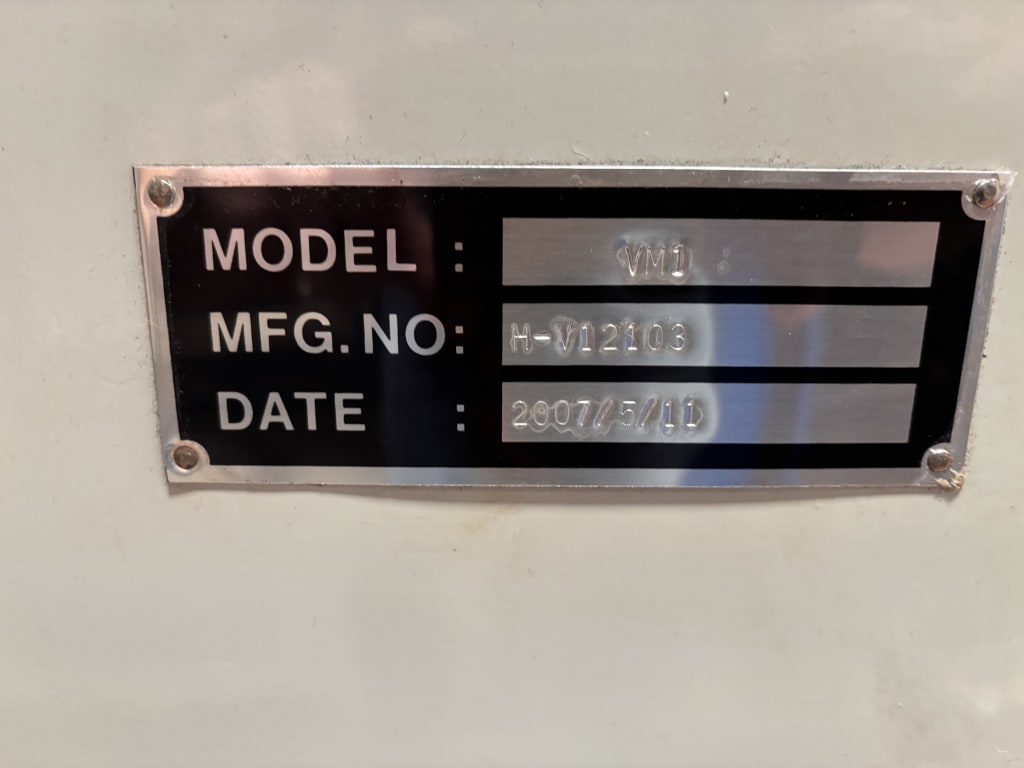 MODEL : VM1
MFG. NO: H-V12103
DATE : 2007/5/11